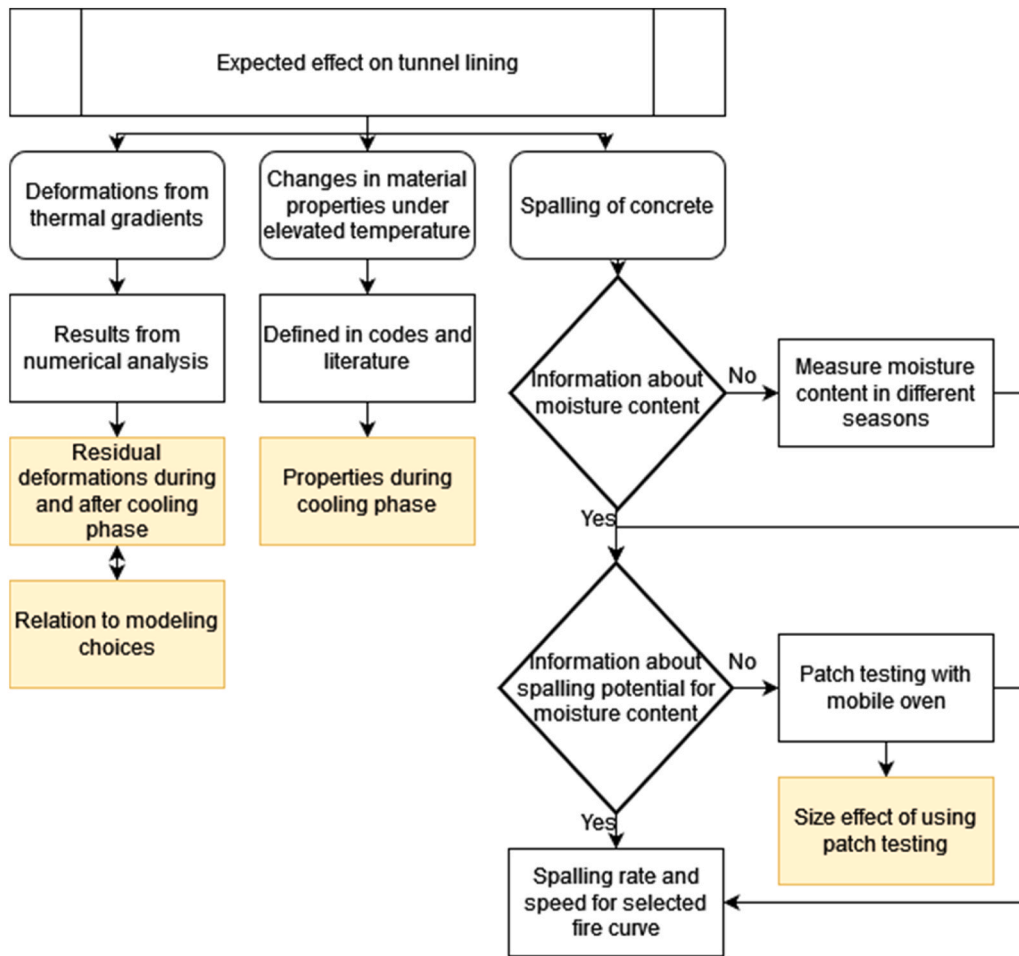 Expected effect on tunnel lining
Deformations from
thermal gradients
Changes in material
properties under
elevated temperature
Spalling of concrete
Results from
numerical analysis
Defined in codes and
literature
Information about
moisture content
No
Measure moisture
content in different
seasons
Residual
deformations during
and after cooling
phase
Properties during
cooling phase
Yes
Relation to modeling
choices
Information about
spalling potential for
moisture content
No
Patch testing with
mobile oven
Size effect of using
patch testing
Yes
Spalling rate and
speed for selected
fire curve